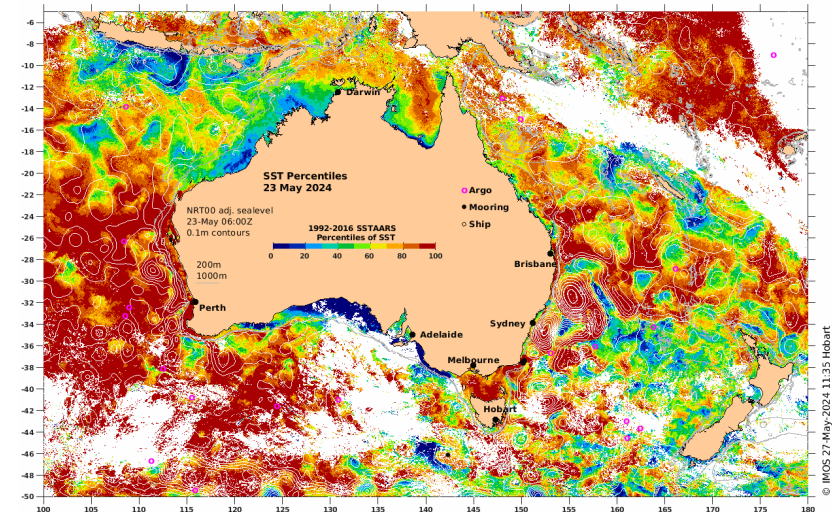 -6
-8
-10
-12
-14
-16
-18
-20
-22
-24
-26
-28
-30
-32
-34
-36
-38
-40
-42
-44
-46
-48
-50
100
105
110
115
120
125
130
135
140
145
150
155
160
165
170
175
180
Darwin
SST Percentiles
23 May 2024
NRT00 adj. sealevel
23-May 06:00Z
0.1m contours
1992-2016 SSTAARS
Percentiles of SST
0 20 40 60 80 100
200m
1000m
Argo
Mooring
Ship
Brisbane
Perth
Sydney
Adelaide
Melbourne
Hobart
© IMOS 27-May-2024 11:35 Hobart